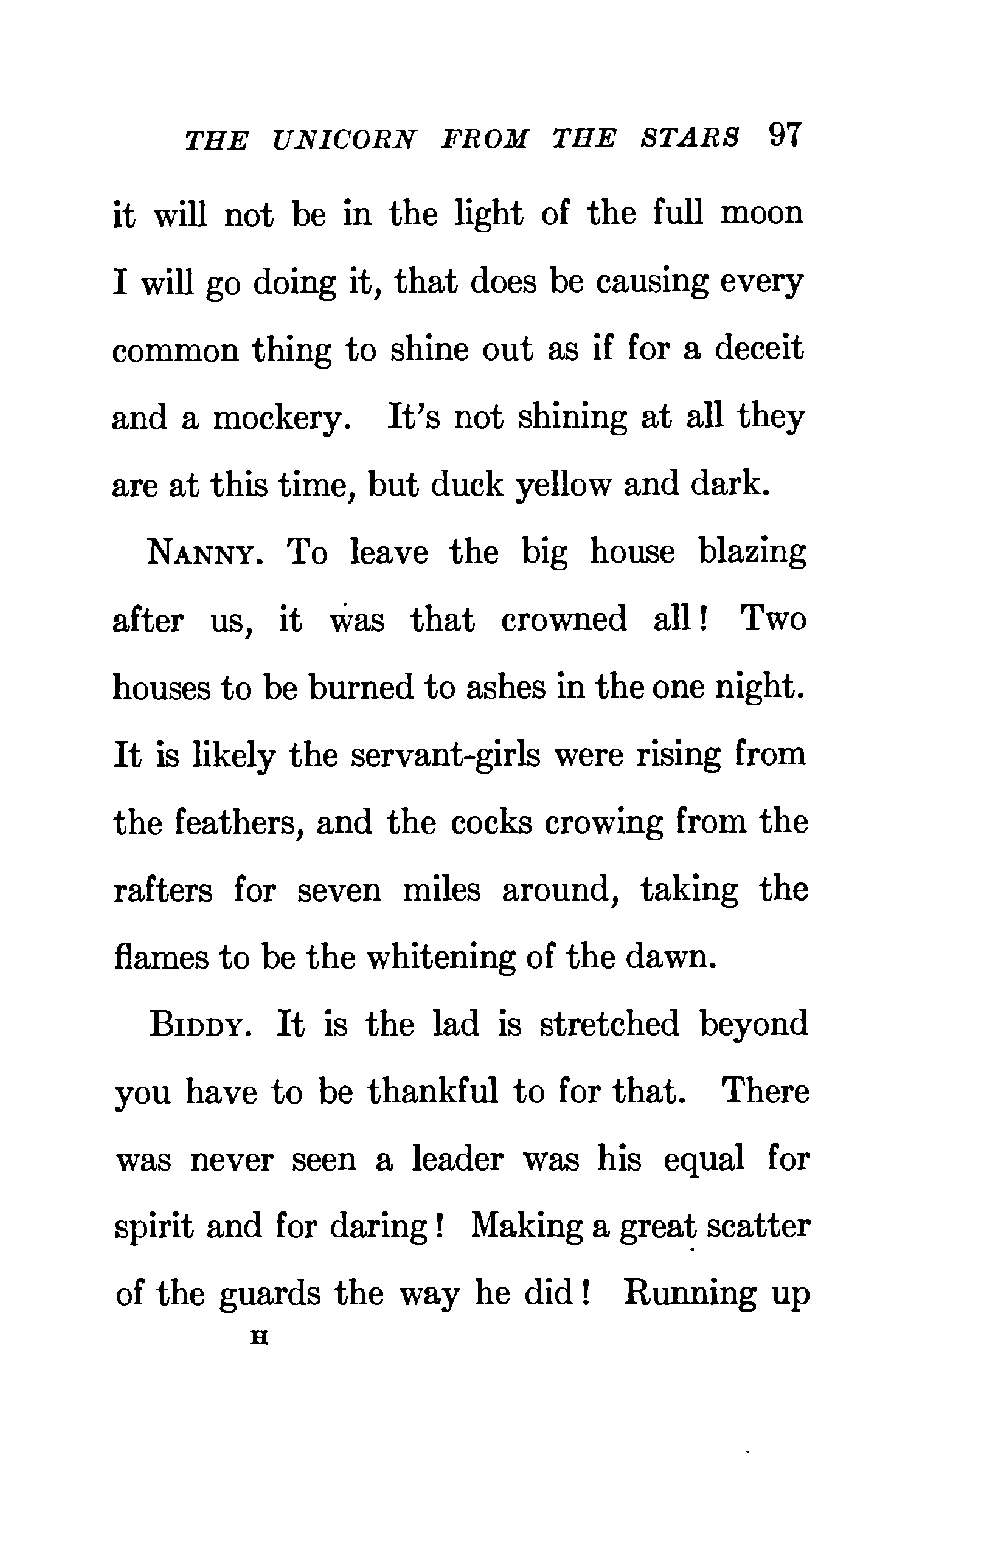 THE UNICORN FROM THE STARS 97
it will not be in the light of the full moon
I will go doing it, that does be causing every
common thing to shine out as if for a deceit
and a mockery. It's not shining at all they
are at this time, but duck yellow and dark.
NANNY. To leave the big house blazing
after us, it was that crowned all! Two
houses to be burned to ashes in the one night.
It is likely the servant-girls were rising from
the feathers, and the cocks crowing from the
rafters for seven miles around, taking the
flames to be the whitening of the dawn.
BIDDY. It is the lad is stretched beyond
you have to be thankful to for that. There
was never seen a leader was his equal for
spirit and for daring! Making a great scatter
of the guards the way he did! Running up
H